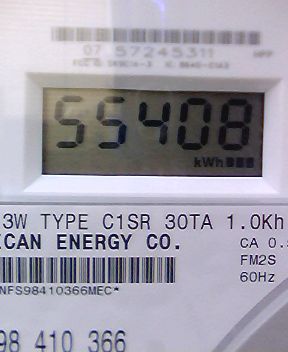 07 57245311
55408
kWh
3W TYPE C1SR 30TA 1.0Kh
ICAN ENERGY CO.
CA 0.
FM2S
60Hz
NFS98410366MEC*
98 410 366